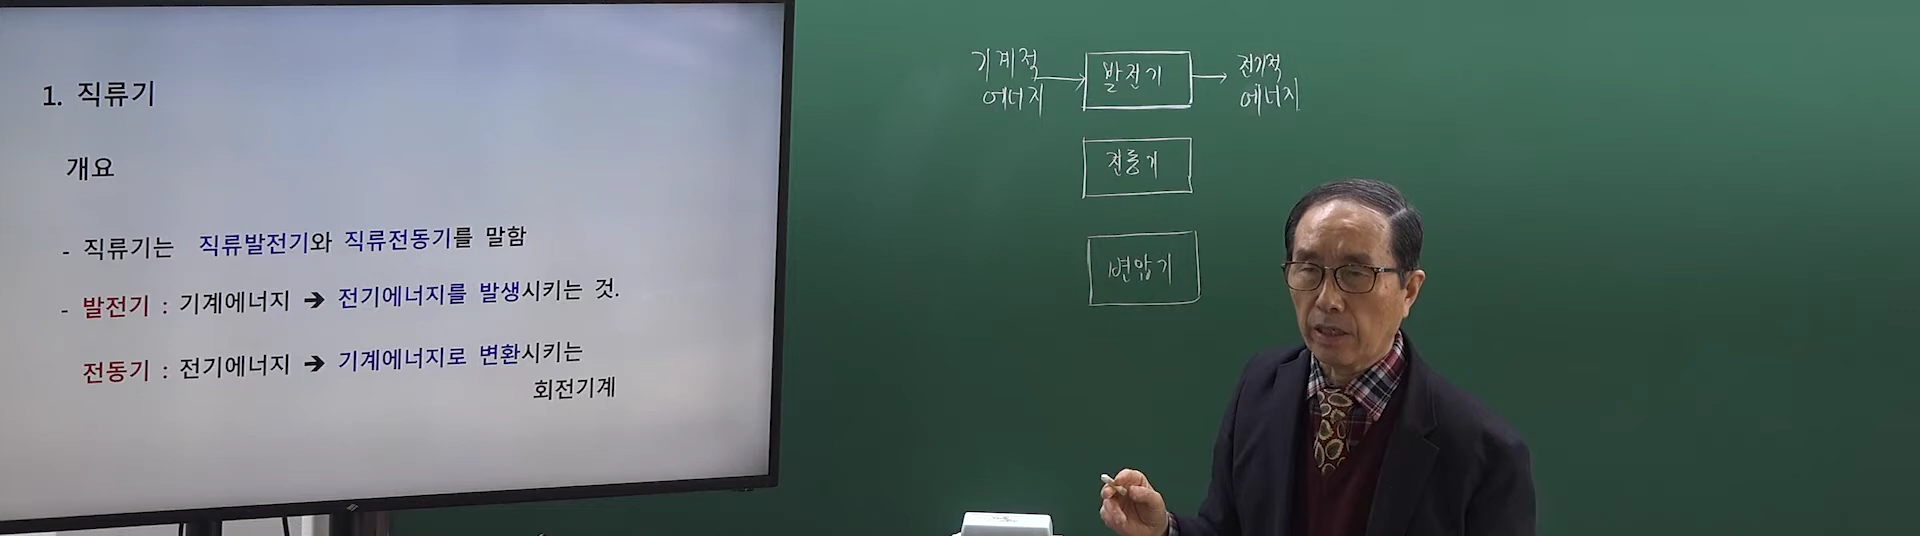 1. 직류기
개요
- 직류기는 직류발전기와 직류전동기를 말함
- 발전기 : 기계에너지 ➔ 전기에너지를 발생시키는 것.
전동기 : 전기에너지 ➔ 기계에너지로 변환시키는
회전기계
기계적
에너지
발전기
전기적
에너지
전동기
변압기